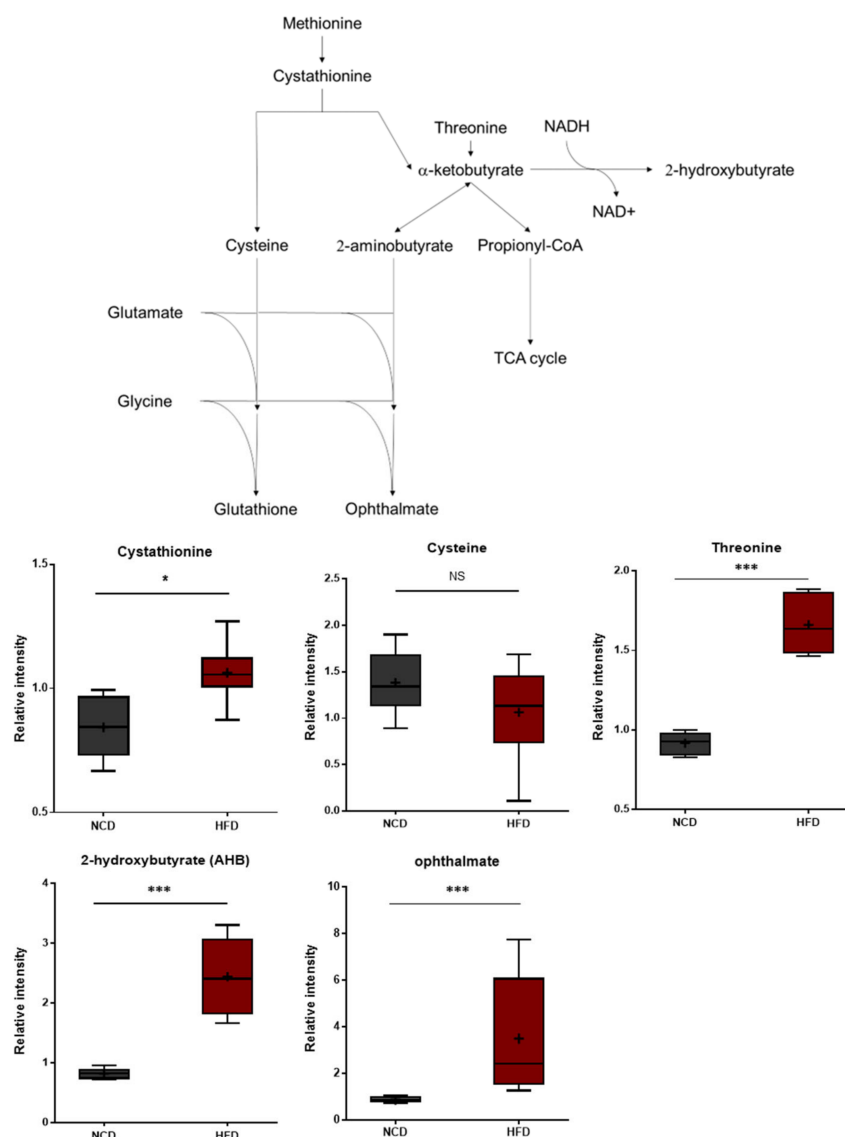 Methionine
Cystathionine
Threonine NADH
α-ketobutyrate 2-hydroxybutyrate
NAD+
Cysteine 2-aminobutyrate Propionyl-CoA
Glutamate
TCA cycle
Glycine
Glutathione Ophthalmate
Cystathionine
*
Relative intensity
1.5
1.0
0.5
NCD HFD
Cysteine
NS
Relative intensity
2.5
2.0
1.5
1.0
0.5
0.0
NCD HFD
Threonine
***
Relative intensity
2.0
1.5
1.0
0.5
NCD HFD
2-hydroxybutyrate (AHB)
***
Relative intensity
4
3
2
1
0
NCD HFD
ophthalmate
***
Relative intensity
10
8
6
4
2
0
NCD HFD